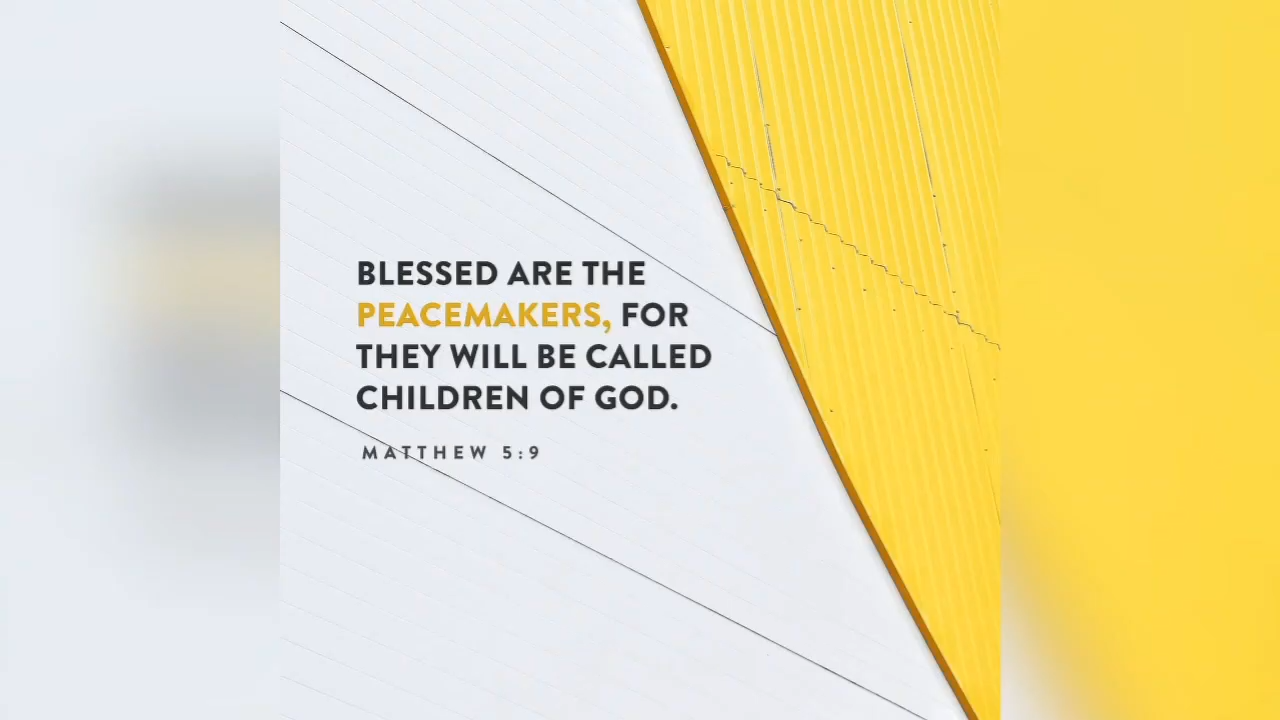 BLESSED ARE THE
PEACEMAKERS, FOR
THEY WILL BE CALLED
CHILDREN OF GOD.
MATTHEW 5:9